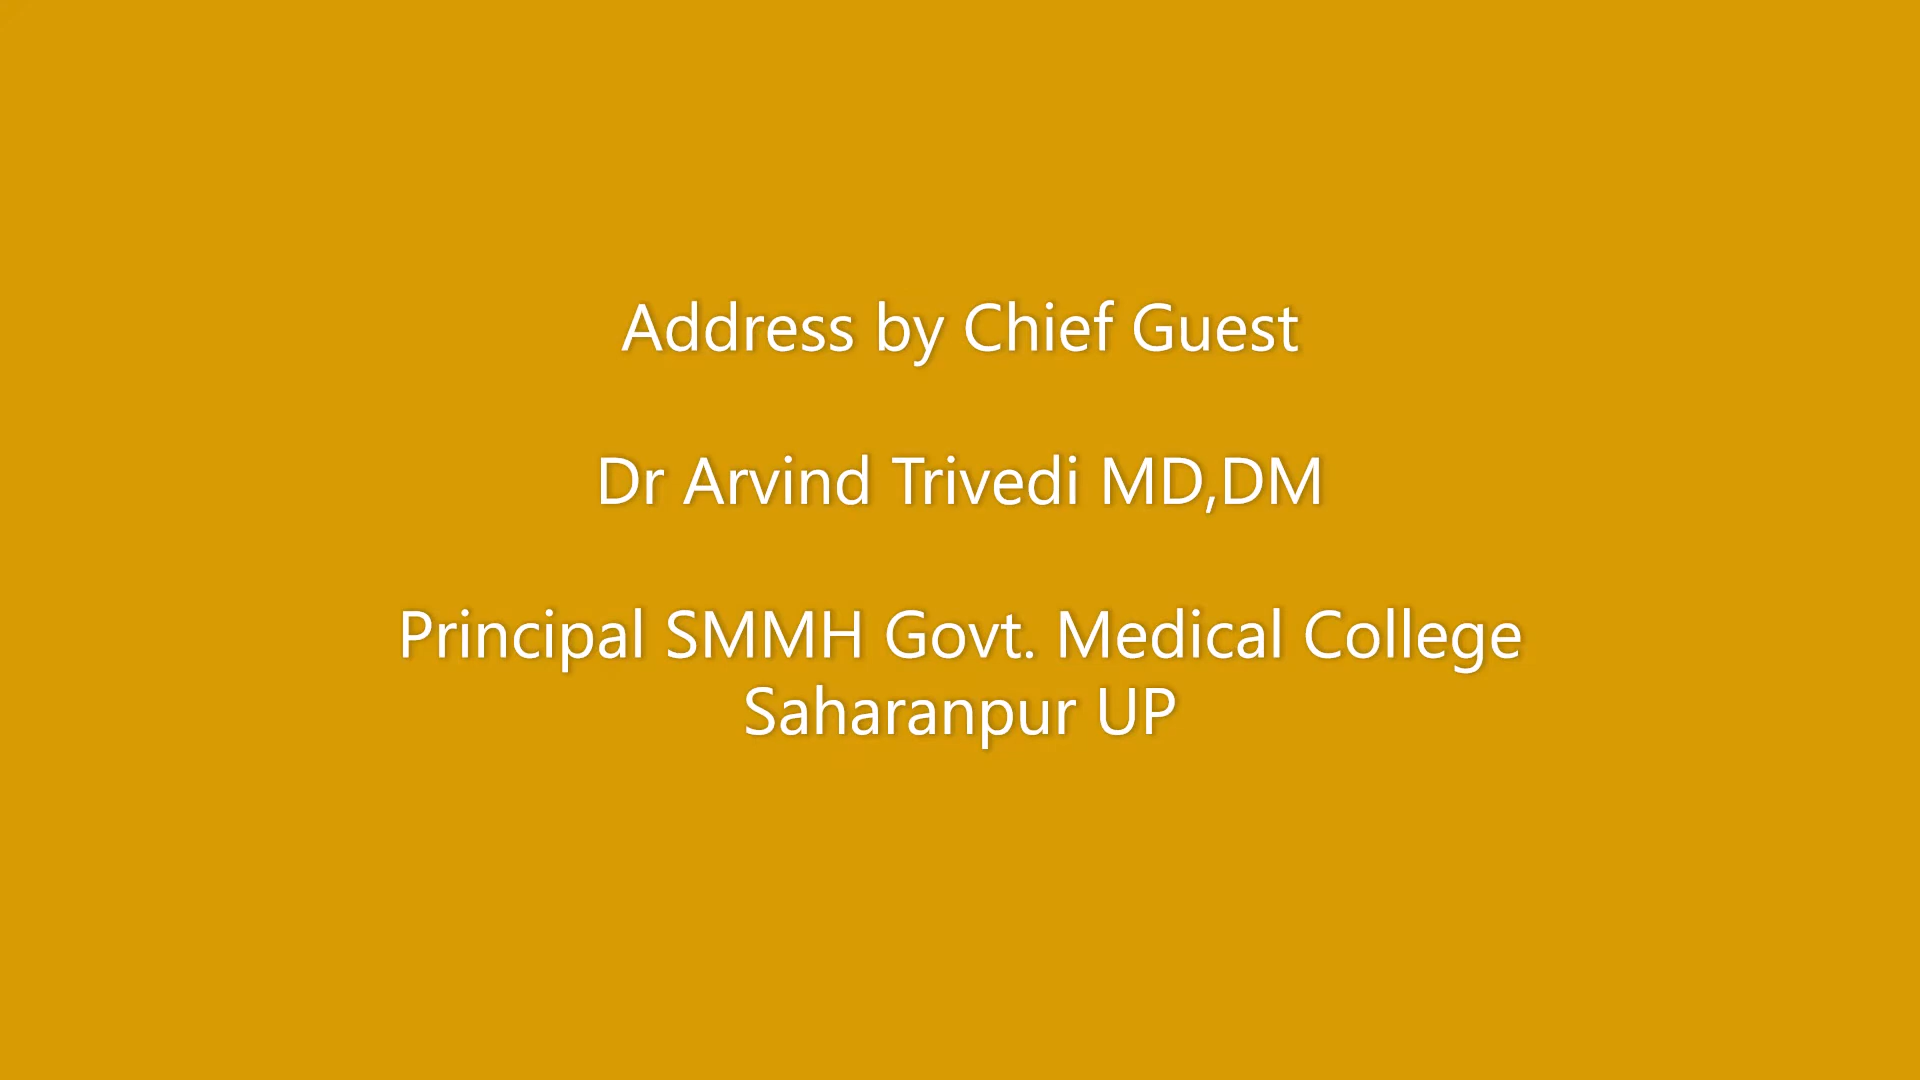 Address by Chief Guest
Dr Arvind Trivedi MD,DM
Principal SMMH Govt. Medical College
Saharanpur UP